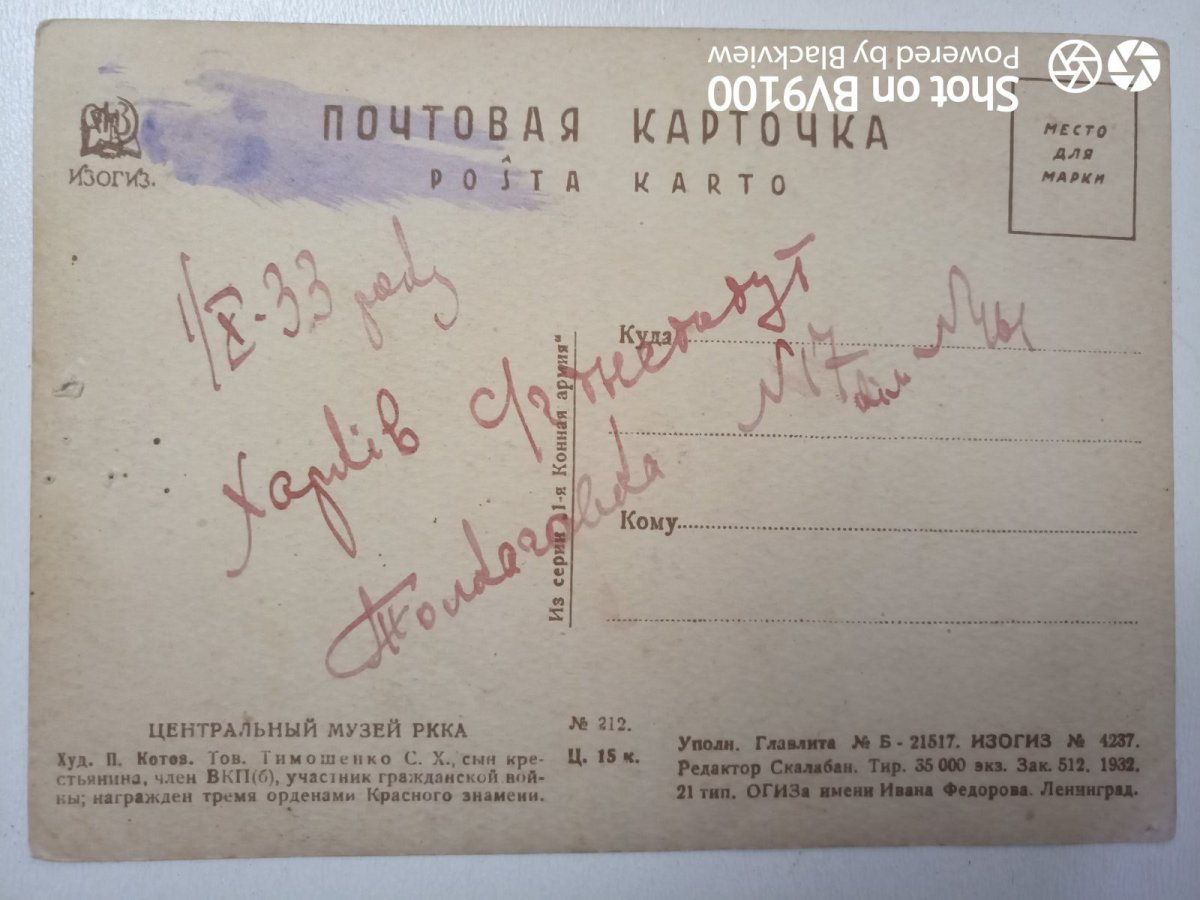 Shot on BV9100
Powered by Blackview
ИЗОГИЗ.
ПОЧТОВАЯ КАРТОЧКА
POŜTA KARTO
МЕСТО
ДЛЯ
МАРКИ
1/X-33 року
Харків с/г
№17
Куда
Кому
Из серии „1-я Конная армия“
ЦЕНТРАЛЬНЫЙ МУЗЕЙ РККА
Худ. П. Котов. Тов. Тимошенко С. Х., сын кре-
стьянина, член ВКП(б), участник гражданской вой-
ны; награжден тремя орденами Красного знамени.
№ 212.
Ц. 15 к.
Уполн. Главлита № Б - 21517. ИЗОГИЗ № 4237.
Редактор Скалабан. Тир. 35 000 экз. Зак. 512. 1932.
21 тип. ОГИЗа имени Ивана Федорова. Ленинград.